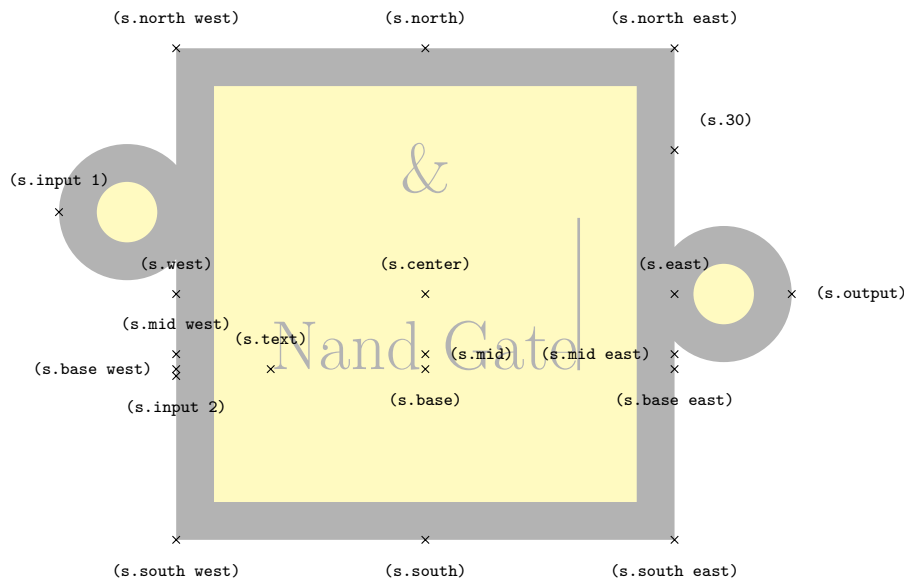 (s.north west) (s.north) (s.north east)
(s.30)
&
(s.input 1)
(s.west) (s.center) (s.east)
(s.output)
(s.mid west)
(s.text)
Nand Gate
(s.mid) (s.mid east)
(s.base west)
(s.input 2) (s.base) (s.base east)
(s.south west) (s.south) (s.south east)